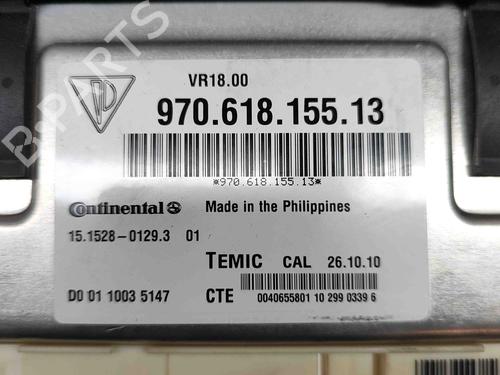 VR18.00
970.618.155.13
*970.618.155.13*
Continental Made in the Philippines
15.1528-0129.3 01
TEMIC CAL 26.10.10
D0 01 1003 5147 CTE 0040655801 10 299 0339 6
B-PARTS